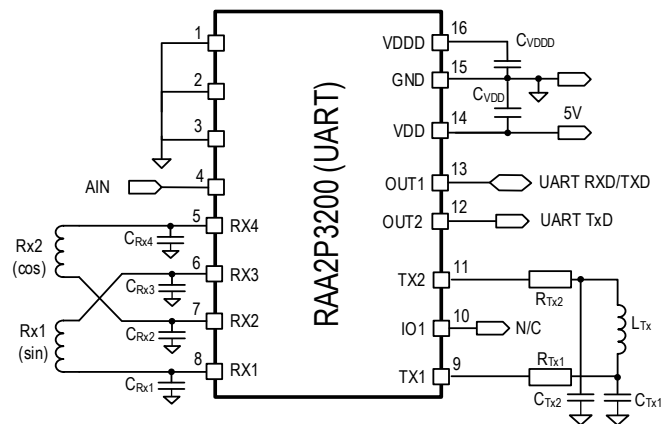 1
2
3
AIN
4
5
RX4
CRx4
Rx2
(cos)
6
RX3
CRx3
7
RX2
CRx2
Rx1
(sin)
8
RX1
CRx1
RAA2P3200 (UART)
VDDD
16
CVDDD
GND
15
CVDD
VDD
14
5V
OUT1
13
UART RXD/TXD
OUT2
12
UART TxD
TX2
11
RTx2
LTx
IO1
10
N/C
TX1
9
RTx1
CTx2
CTx1